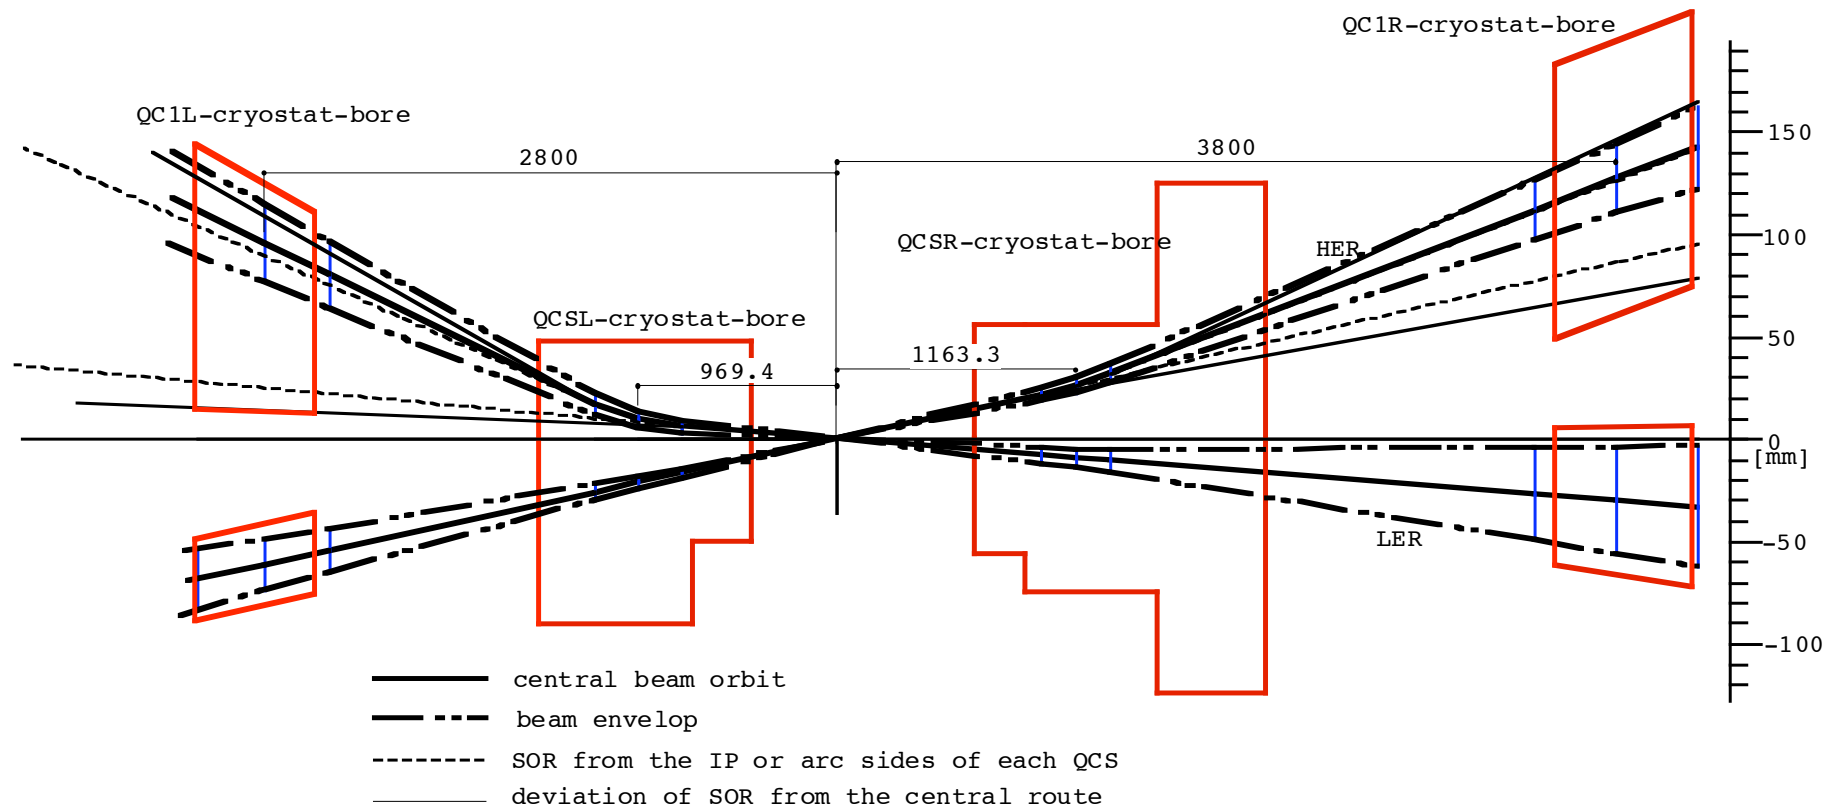 QC1R-cryostat-bore
QC1L-cryostat-bore
150
2800
3800
QCSR-cryostat-bore
HER
100
QCSL-cryostat-bore
50
1163.3
969.4
0
[mm]
LER
-50
-100
central beam orbit
beam envelop
SOR from the IP or arc sides of each QCS
deviation of SOR from the central route